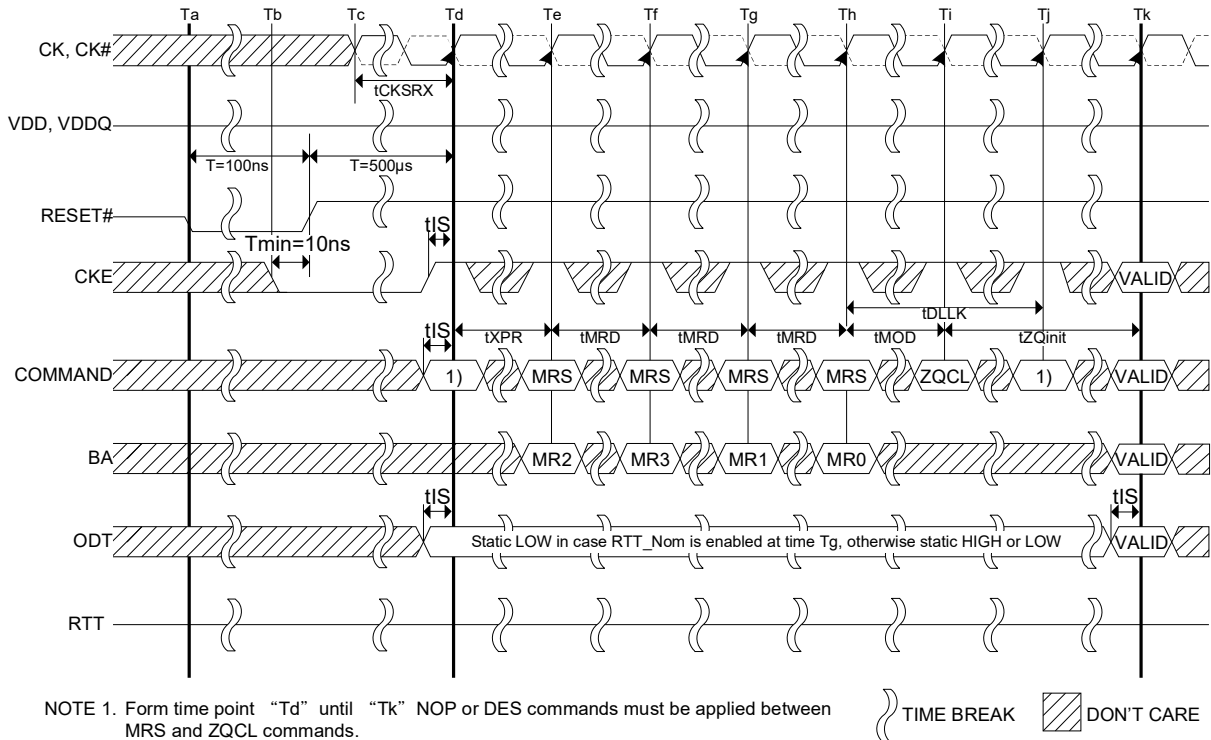 Ta Tb Tc Td Te Tf Tg Th Ti Tj Tk
CK, CK#
tCKSRX
VDD, VDDQ
T=100ns T=500µs
RESET#
tIS
Tmin=10ns
CKE VALID
tDLLK
tIS tXPR tMRD tMRD tMRD tMOD tZQinit
COMMAND 1) MRS MRS MRS MRS ZQCL 1) VALID
BA MR2 MR3 MR1 MR0 VALID
tIS tIS
ODT Static LOW in case RTT_Nom is enabled at time Tg, otherwise static HIGH or LOW VALID
RTT
NOTE 1. Form time point “Td” until “Tk” NOP or DES commands must be applied between
MRS and ZQCL commands.
TIME BREAK DON'T CARE